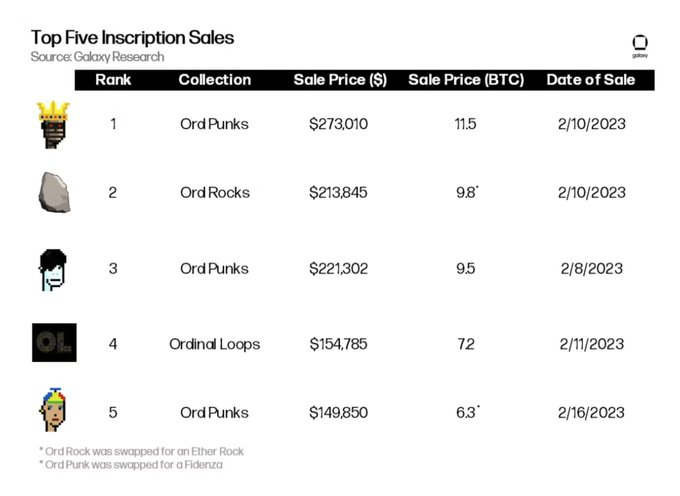 Top Five Inscription Sales
Source: Galaxy Research
galaxy
Rank Collection Sale Price ($) Sale Price (BTC) Date of Sale
1 Ord Punks $273,010 11.5 2/10/2023
2 Ord Rocks $213,845 9.8* 2/10/2023
3 Ord Punks $221,302 9.5 2/8/2023
OL 4 Ordinal Loops $154,785 7.2 2/11/2023
5 Ord Punks $149,850 6.3* 2/16/2023
* Ord Rock was swapped for an Ether Rock
* Ord Punk was swapped for a Fidenza